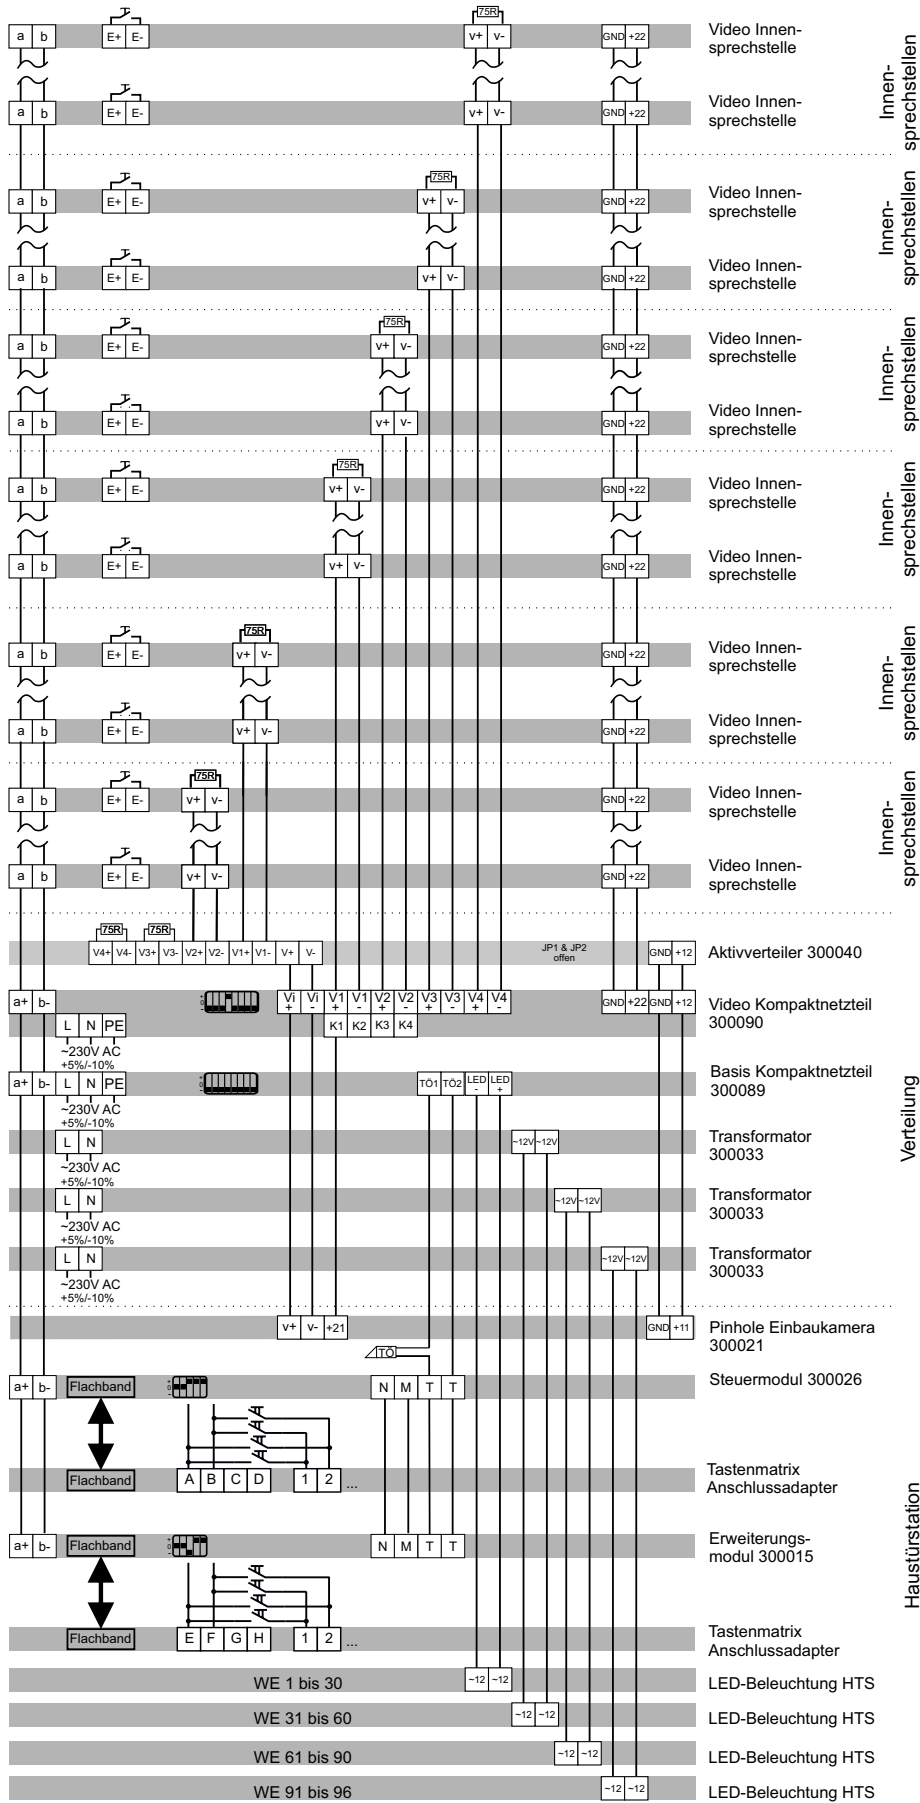 75R
a b E+ E- v+ v- GND +22 Video Innen-
sprechstelle
a b E+ E- v+ v- GND +22 Video Innen-
sprechstelle
Innen-
sprechstellen
75R
a b E+ E- v+ v- GND +22 Video Innen-
sprechstelle
a b E+ E- v+ v- GND +22 Video Innen-
sprechstelle
Innen-
sprechstellen
75R
a b E+ E- v+ v- GND +22 Video Innen-
sprechstelle
a b E+ E- v+ v- GND +22 Video Innen-
sprechstelle
Innen-
sprechstellen
75R
a b E+ E- v+ v- GND +22 Video Innen-
sprechstelle
a b E+ E- v+ v- GND +22 Video Innen-
sprechstelle
Innen-
sprechstellen
75R
a b E+ E- v+ v- GND +22 Video Innen-
sprechstelle
a b E+ E- v+ v- GND +22 Video Innen-
sprechstelle
Innen-
sprechstellen
75R
a b E+ E- v+ v- GND +22 Video Innen-
sprechstelle
a b E+ E- v+ v- GND +22 Video Innen-
sprechstelle
Innen-
sprechstellen
75R 75R
V4+ V4- V3+ V3- V2+ V2- V1+ V1- V+ V- JP1 & JP2
offen
GND +12 Aktivverteiler 300040
a+ b- + 0 - Vi+ Vi- V1+ V1- V2+ V2- V3+ V3- V4+ V4- GND +22 GND +12 Video Kompaktnetzteil
300090
L N PE K1 K2 K3 K4
~230V AC
+5%/-10%
a+ b- L N PE + 0 - TÖ1 TÖ2 LED- LED+ Basis Kompaktnetzteil
300089
~230V AC
+5%/-10%
L N ~12V ~12V Transformator
300033
~230V AC
+5%/-10%
L N ~12V ~12V Transformator
300033
~230V AC
+5%/-10%
L N ~12V ~12V Transformator
300033
~230V AC
+5%/-10%
Verteilung
v+ v- +21 GND +11 Pinhole Einbaukamera
300021
TÖ
a+ b- Flachband + 0 - N M T T Steuermodul 300026
Flachband A B C D 1 2 ... Tastenmatrix
Anschlussadapter
a+ b- Flachband + 0 - N M T T Erweiterungs-
modul 300015
Flachband E F G H 1 2 ... Tastenmatrix
Anschlussadapter
WE 1 bis 30 ~12 ~12 LED-Beleuchtung HTS
WE 31 bis 60 ~12 ~12 LED-Beleuchtung HTS
WE 61 bis 90 ~12 ~12 LED-Beleuchtung HTS
WE 91 bis 96 ~12 ~12 LED-Beleuchtung HTS
Haustürstation